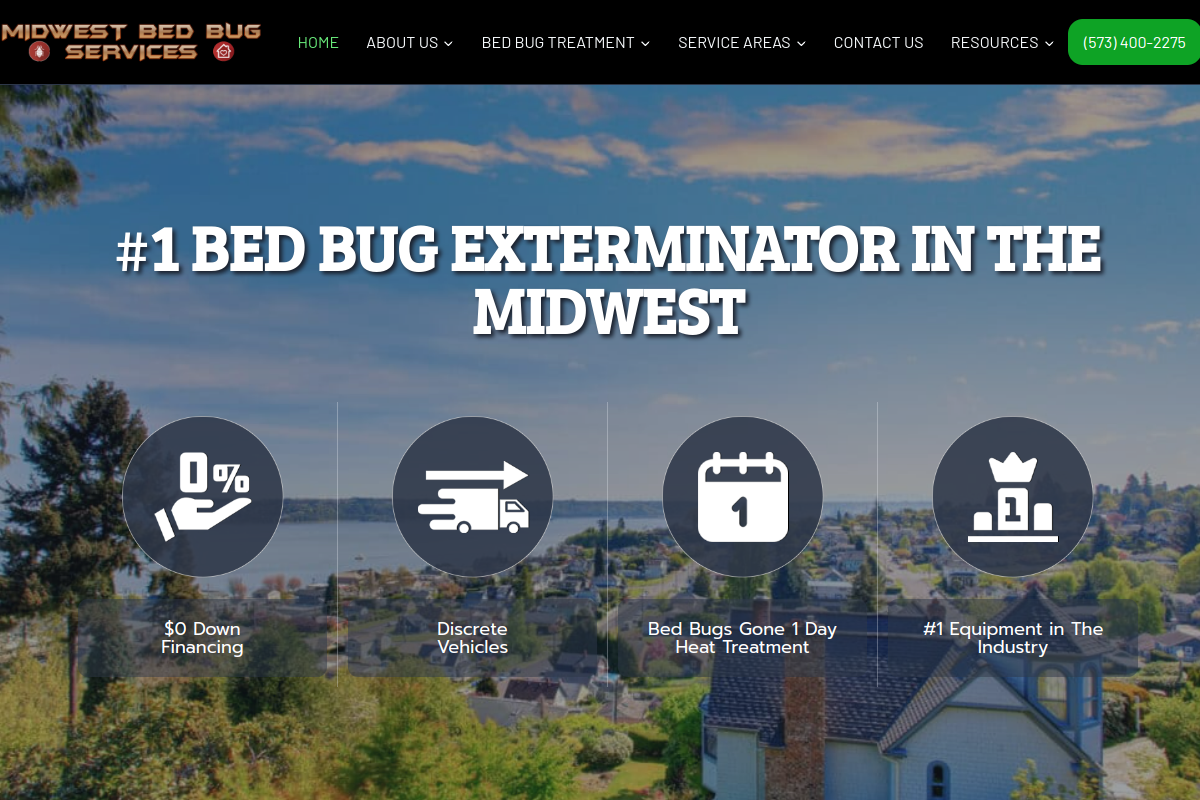 MIDWEST BED BUG
SERVICES
HOME
ABOUT US
BED BUG TREATMENT
SERVICE AREAS
CONTACT US
RESOURCES
(573) 400-2275
#1 BED BUG EXTERMINATOR IN THE
MIDWEST
0%
1
1
$0 Down
Financing
Discrete
Vehicles
Bed Bugs Gone 1 Day
Heat Treatment
#1 Equipment in The
Industry